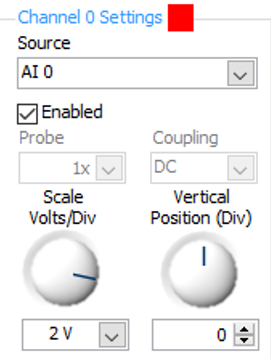 Channel 0 Settings
Source
AI 0
Enabled
Probe Coupling
1x DC
Scale Vertical
Volts/Div Position (Div)
2 V 0